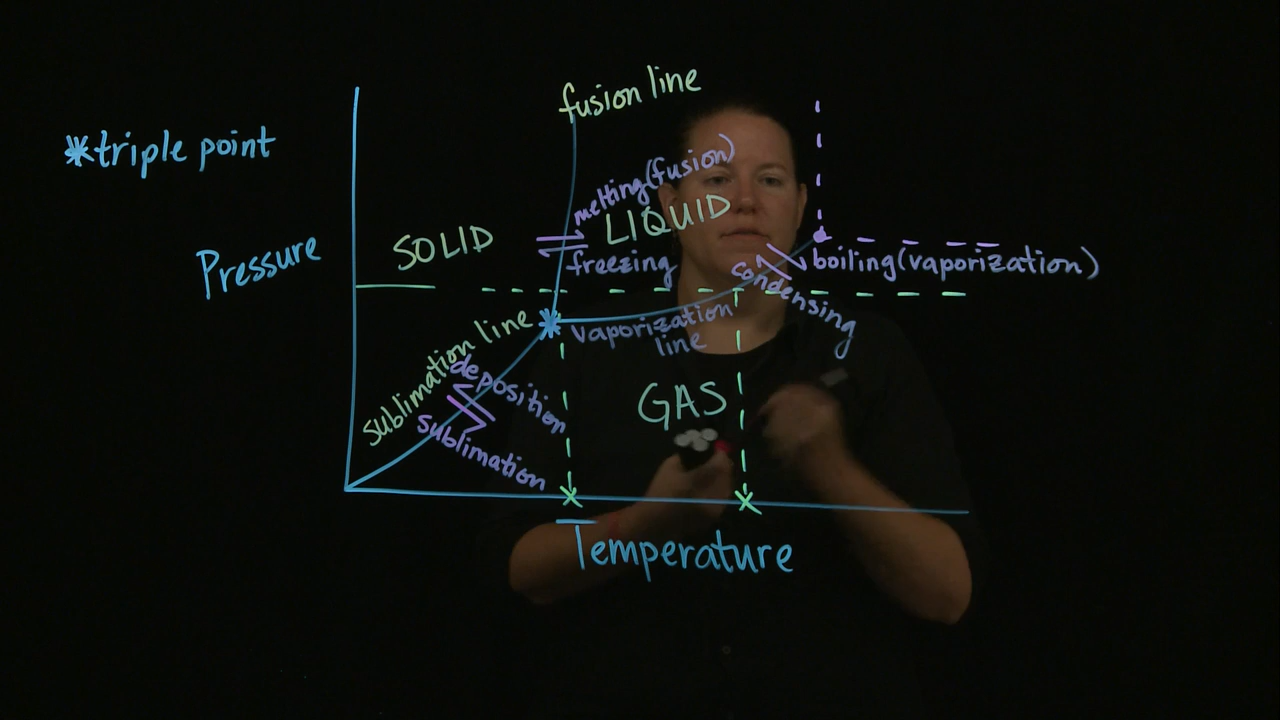 fusion line
*triple point
melting(fusion)
SOLID
LIQUID
Pressure
freezing
boiling(vaporization)
condensing
sublimation line
vaporization
line
deposition
GAS
sublimation
Temperature